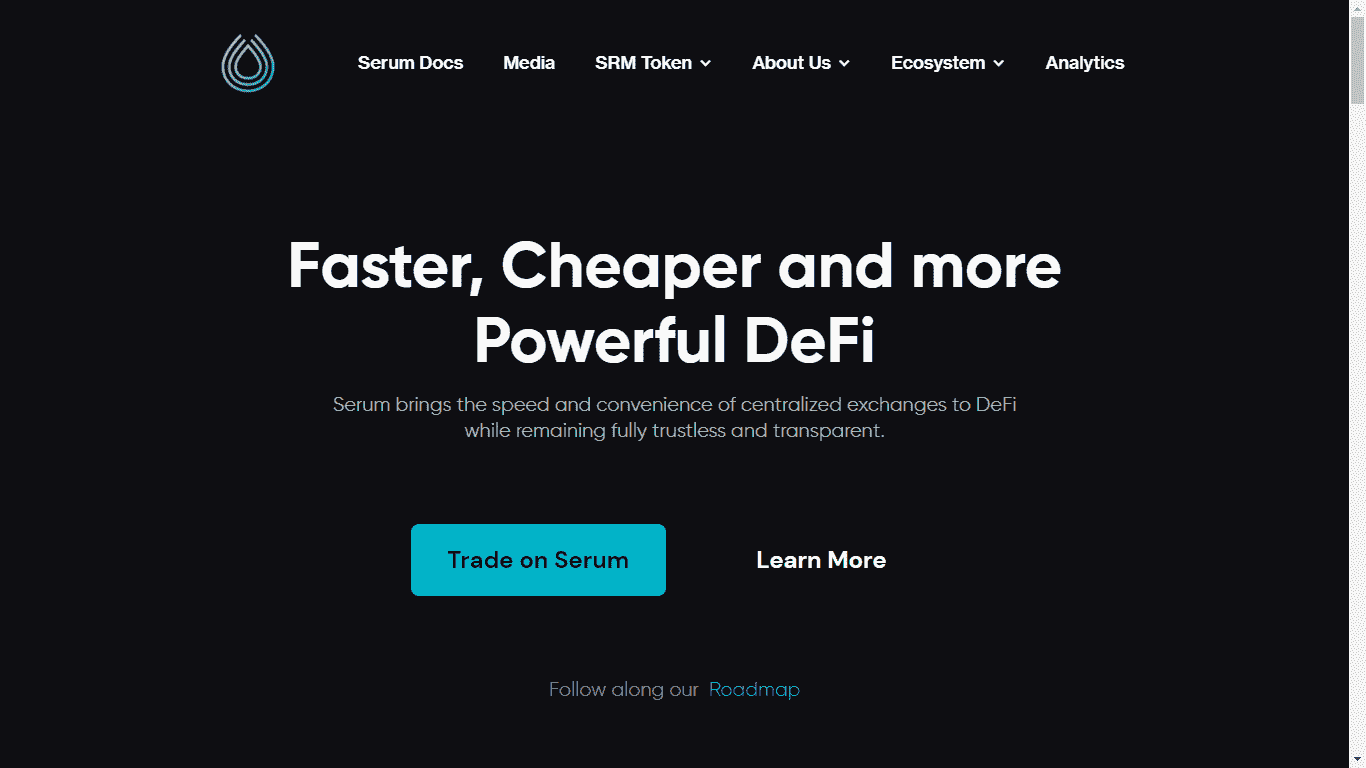 Serum Docs Media SRM Token About Us Ecosystem Analytics
Faster, Cheaper and more
Powerful DeFi
Serum brings the speed and convenience of centralized exchanges to DeFi
while remaining fully trustless and transparent.
Trade on Serum Learn More
Follow along our Roadmap